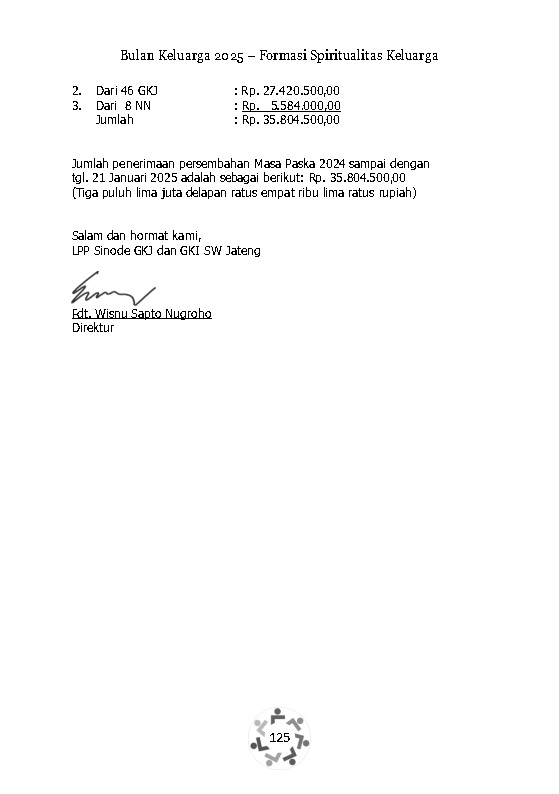 Bulan Keluarga 2025 – Formasi Spiritualitas Keluarga
2. Dari 46 GKJ : Rp. 27.420.500,00
3. Dari 8 NN : Rp. 5.584.000,00
Jumlah : Rp. 35.804.500,00
Jumlah penerimaan persembahan Masa Paska 2024 sampai dengan
tgl. 21 Januari 2025 adalah sebagai berikut: Rp. 35.804.500,00
(Tiga puluh lima juta delapan ratus empat ribu lima ratus rupiah)
Salam dan hormat kami,
LPP Sinode GKJ dan GKI SW Jateng
Pdt. Wisnu Sapto Nugroho
Direktur
125